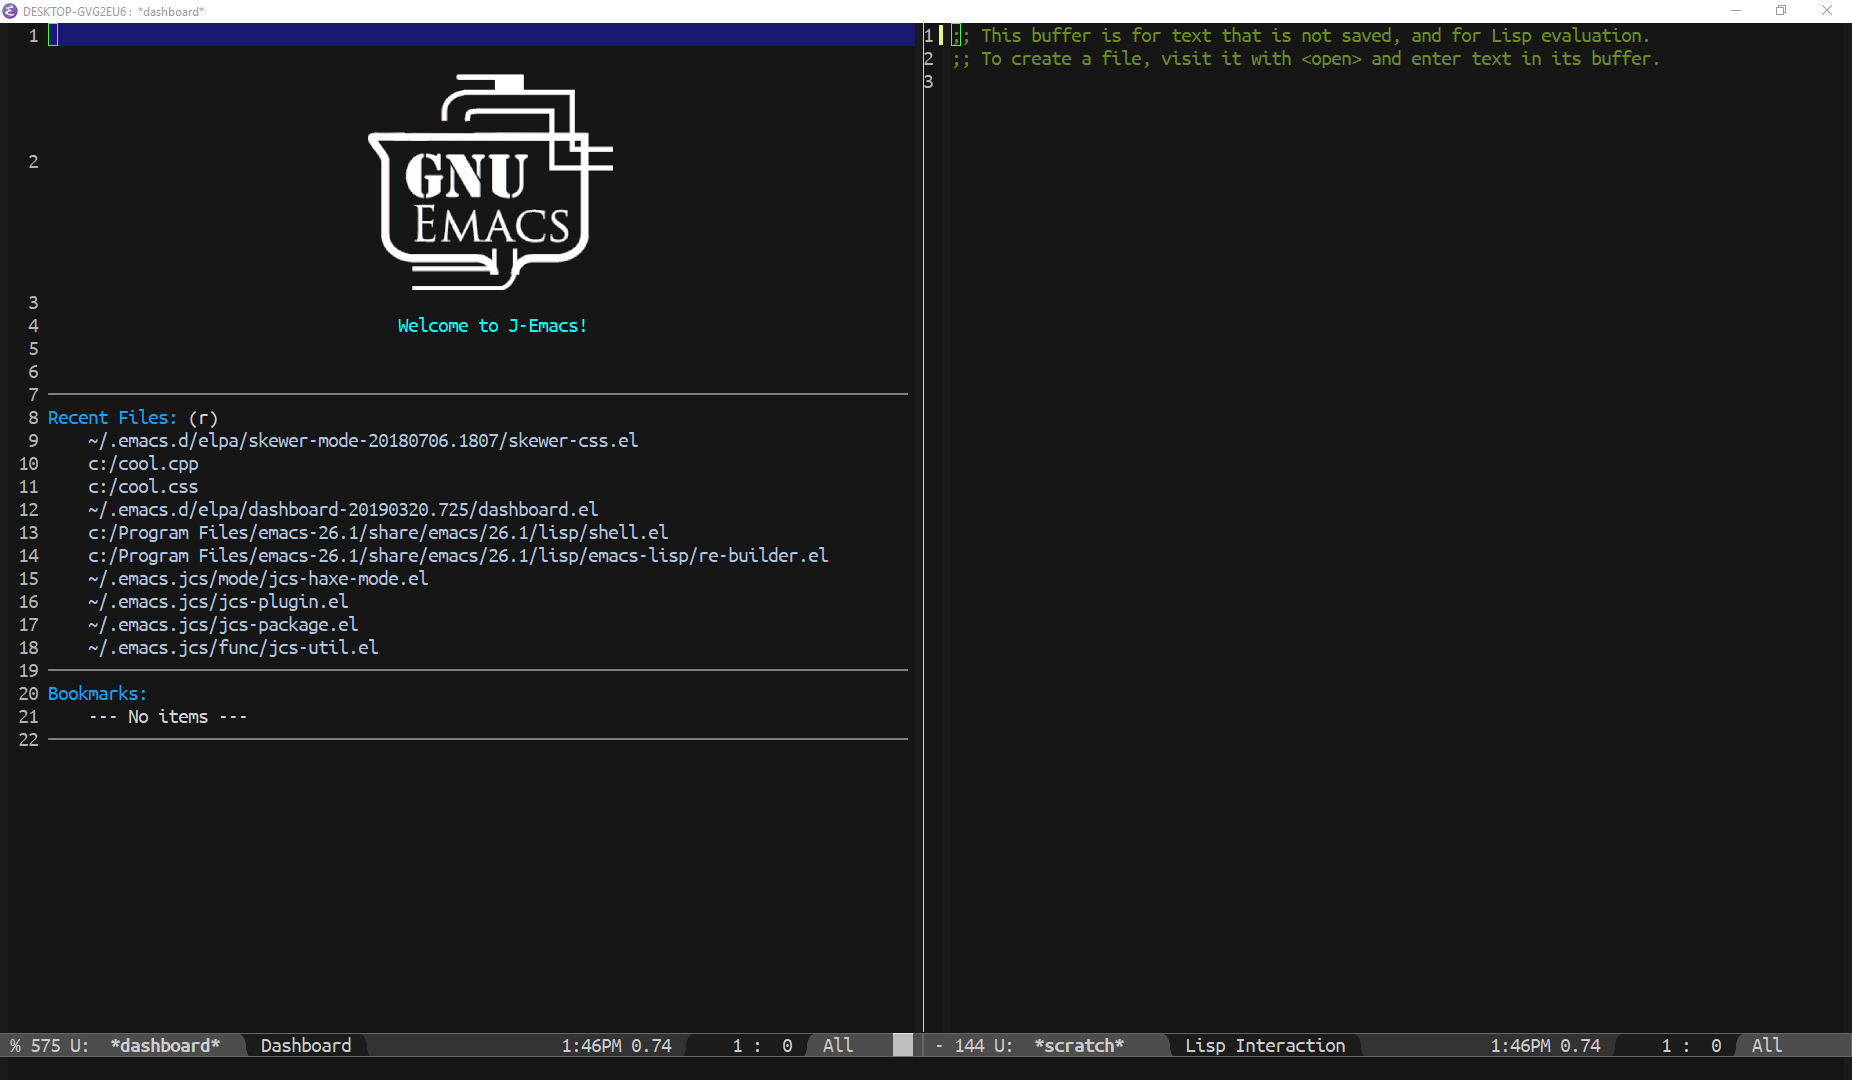 DESKTOP-GVG2EU6 : *dashboard*
1
2
GNU
EMACS
3
4 Welcome to J-Emacs!
5
6
7
8 Recent Files: (r)
9 ~/.emacs.d/elpa/skewer-mode-20180706.1807/skewer-css.el
10 c:/cool.cpp
11 c:/cool.css
12 ~/.emacs.d/elpa/dashboard-20190320.725/dashboard.el
13 c:/Program Files/emacs-26.1/share/emacs/26.1/lisp/shell.el
14 c:/Program Files/emacs-26.1/share/emacs/26.1/lisp/emacs-lisp/re-builder.el
15 ~/.emacs.jcs/mode/jcs-haxe-mode.el
16 ~/.emacs.jcs/jcs-plugin.el
17 ~/.emacs.jcs/jcs-package.el
18 ~/.emacs.jcs/func/jcs-util.el
19
20 Bookmarks:
21 --- No items ---
22
% 575 U: *dashboard* Dashboard 1:46PM 0.74 1 : 0 All
1 ;; This buffer is for text that is not saved, and for Lisp evaluation.
2 ;; To create a file, visit it with <open> and enter text in its buffer.
3
- 144 U: *scratch* Lisp Interaction 1:46PM 0.74 1 : 0 All